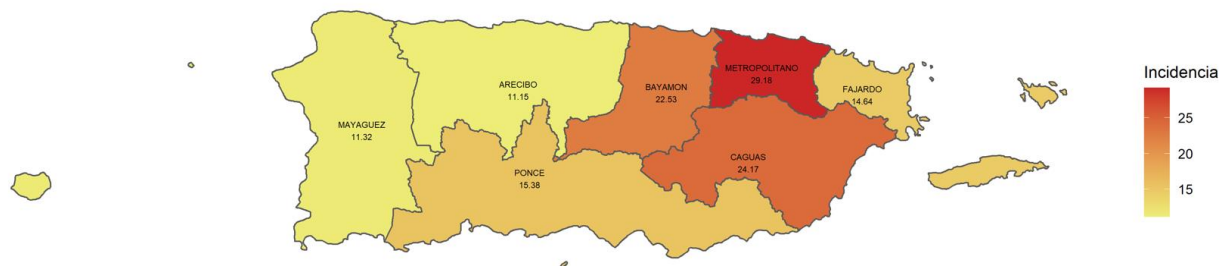 METROPOLITANO
29.18
ARECIBO
11.15
BAYAMON
22.53
FAJARDO
14.64
MAYAGUEZ
11.32
CAGUAS
24.17
PONCE
15.38
Incidencia
25
20
15